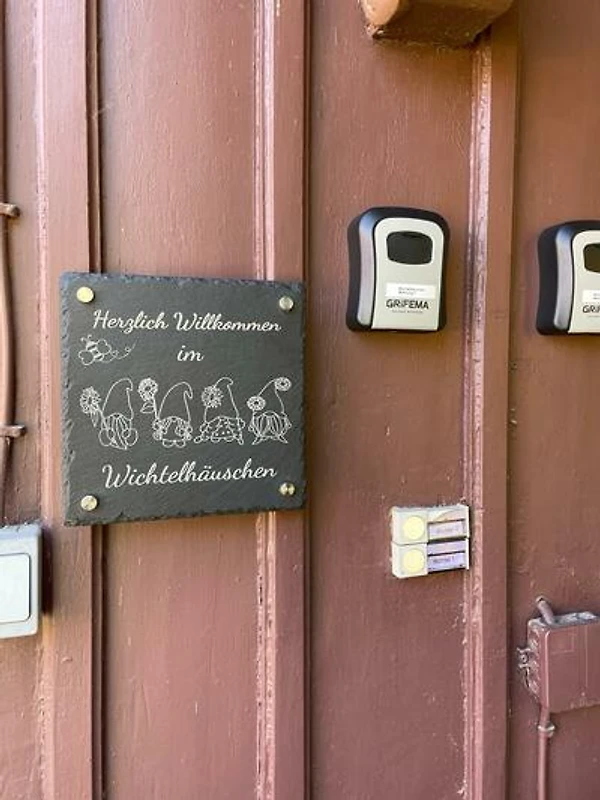 Herzlich Willkommen
im
Wichtelhäuschen
GRIFEMA
GRIF